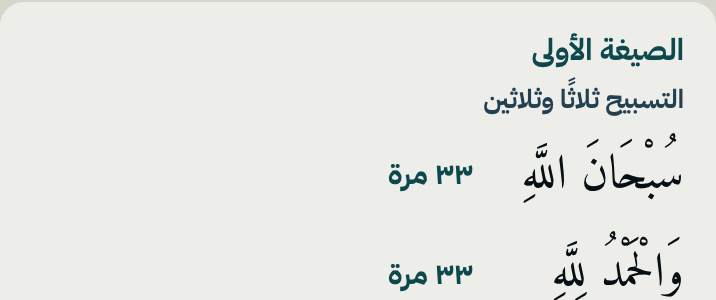 الصيغة الأولى
التسبيح ثلاثًا وثلاثين
سُبْحَانَ اللَّهِ ٣٣ مرة
وَالْحَمْدُ لِلَّهِ ٣٣ مرة